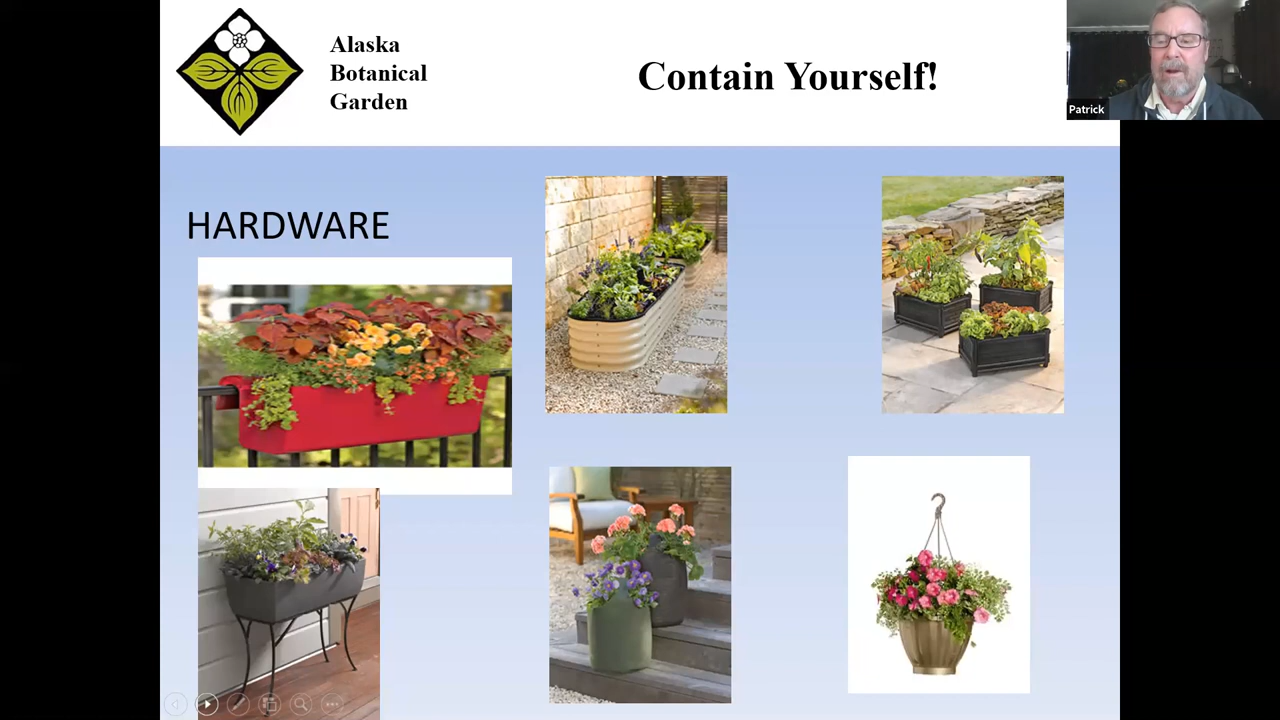 Alaska
Botanical
Garden
Contain Yourself!
Patrick
HARDWARE